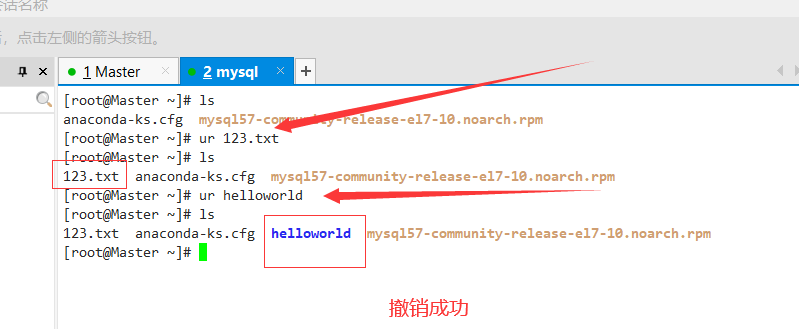 话名称
点击左侧的箭头按钮。
1 Master
2 mysql
[root@Master ~]# ls
anaconda-ks.cfg  mysql57-community-release-el7-10.noarch.rpm
[root@Master ~]# ur 123.txt
[root@Master ~]# ls
123.txt  anaconda-ks.cfg  mysql57-community-release-el7-10.noarch.rpm
[root@Master ~]# ur helloworld
[root@Master ~]# ls
123.txt  anaconda-ks.cfg  helloworld  mysql57-community-release-el7-10.noarch.rpm
[root@Master ~]#
撤销成功